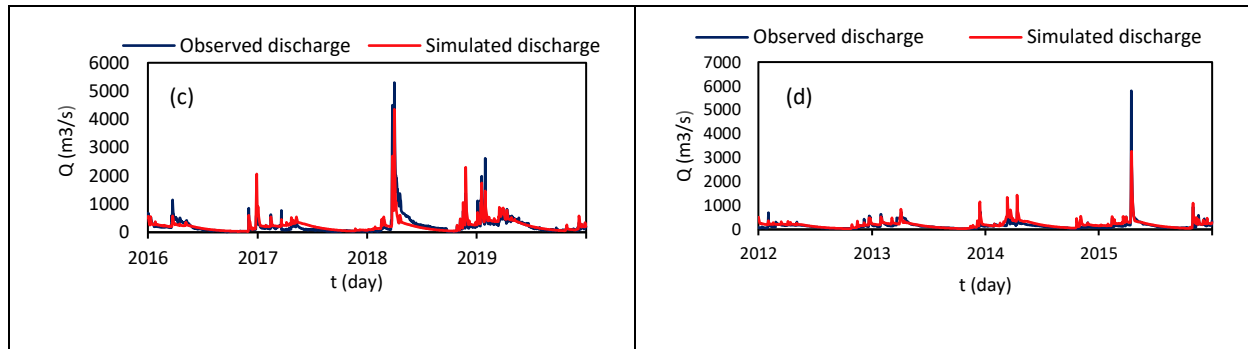 Observed discharge Simulated discharge
6000
5000
4000
3000
2000
1000
0
Q (m3/s)
(c)
2016 2017 2018 2019
t (day)
Observed discharge Simulated discharge
7000
6000
5000
4000
3000
2000
1000
0
Q (m3/s)
(d)
2012 2013 2014 2015
t (day)